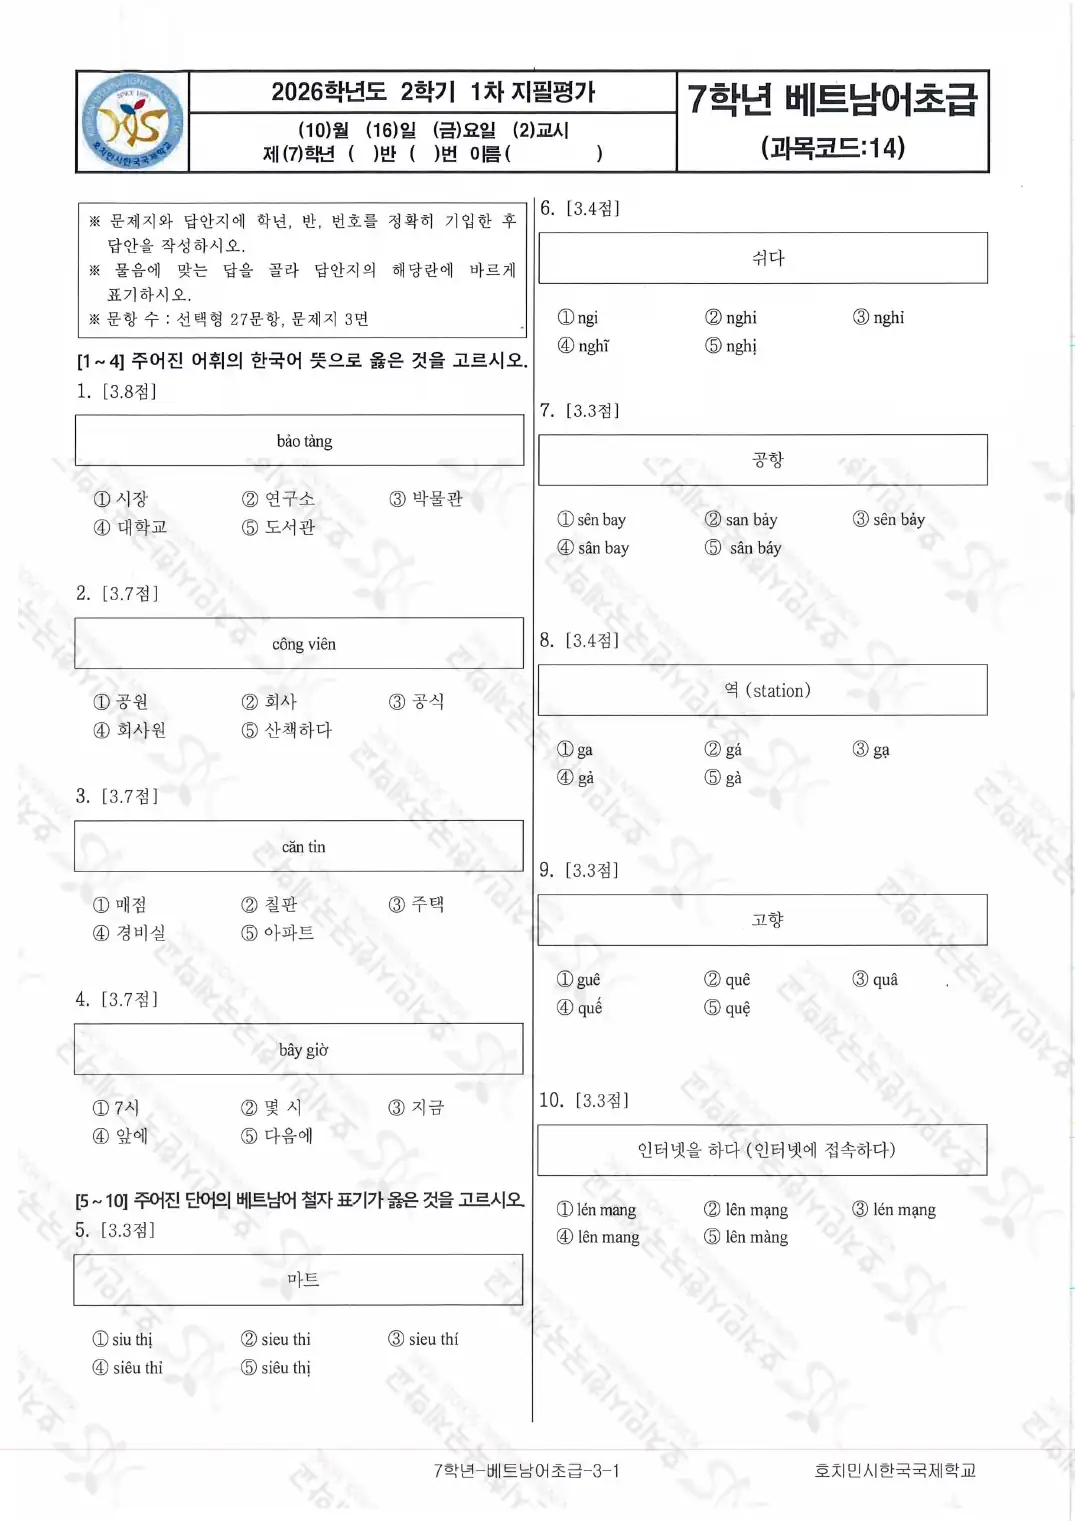 2026학년도 2학기 1차 지필평가
(10)월 (16)일 (금)요일 (2)교시
제(7)학년 ( )반 ( )번 이름( )
7학년 베트남어초급
(과목코드:14)
※ 문제지와 답안지에 학년, 반, 번호를 정확히 기입한 후
답안을 작성하시오.
※ 물음에 맞는 답을 골라 답안지의 해당란에 바르게
표기하시오.
※ 문항 수 : 선택형 27문항, 문제지 3면
[1~4] 주어진 어휘의 한국어 뜻으로 옳은 것을 고르시오.
1. [3.8점]
bảo tàng
① 시장 ② 연구소 ③ 박물관
④ 대학교 ⑤ 도서관
2. [3.7점]
công viên
① 공원 ② 회사 ③ 공식
④ 회사원 ⑤ 산책하다
3. [3.7점]
căn tin
① 매점 ② 칠판 ③ 주택
④ 경비실 ⑤ 아파트
4. [3.7점]
bây giờ
① 7시 ② 몇 시 ③ 지금
④ 앞에 ⑤ 다음에
[5~10] 주어진 단어의 베트남어 철자 표기가 옳은 것을 고르시오.
5. [3.3점]
마트
① siu thị ② sieu thi ③ sieu thí
④ siêu thỉ ⑤ siêu thị
6. [3.4점]
쉬다
① ngi ② nghi ③ nghỉ
④ nghĩ ⑤ nghị
7. [3.3점]
공항
① sên bay ② san bảy ③ sên bảy
④ sân bay ⑤ sân báy
8. [3.4점]
역 (station)
① ga ② gá ③ gạ
④ gả ⑤ gà
9. [3.3점]
고향
① guê ② quê ③ quâ
④ quế ⑤ quệ
10. [3.3점]
인터넷을 하다 (인터넷에 접속하다)
① lén mang ② lên mạng ③ lén mạng
④ lên mang ⑤ lên màng
7학년-베트남어초급-3-1
호치민시한국국제학교